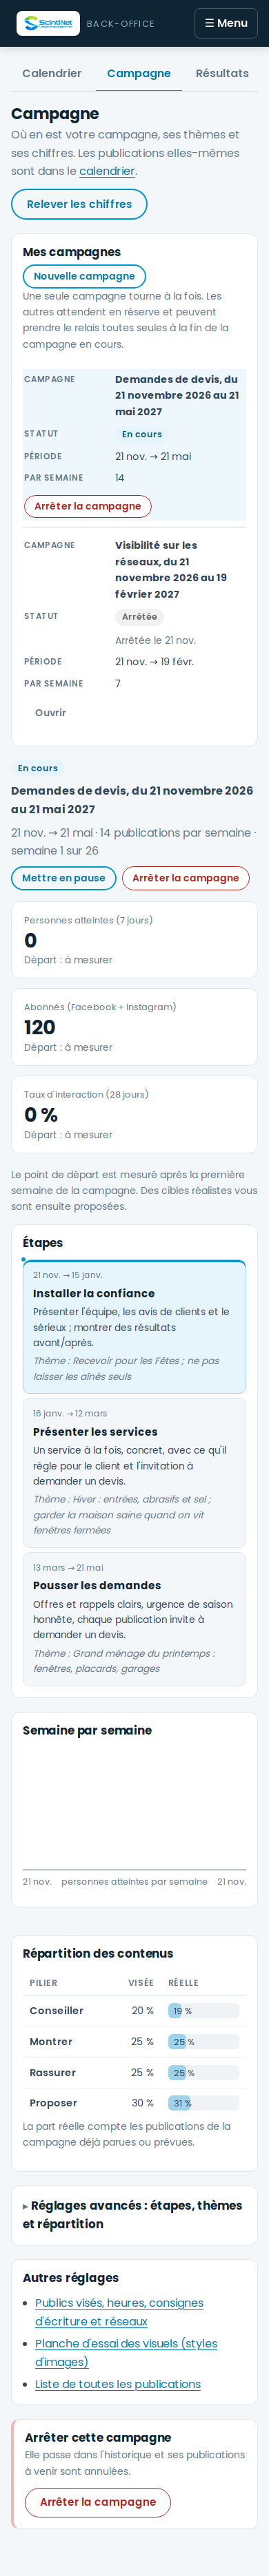 ScintiNet
BACK-OFFICE
☰ Menu
Calendrier
Campagne
Résultats
Campagne
Où en est votre campagne, ses thèmes et
ses chiffres. Les publications elles-mêmes
sont dans le calendrier.
Relever les chiffres
Mes campagnes
Nouvelle campagne
Une seule campagne tourne à la fois. Les
autres attendent en réserve et peuvent
prendre le relais toutes seules à la fin de la
campagne en cours.
CAMPAGNE
Demandes de devis, du
21 novembre 2026 au 21
mai 2027
STATUT
En cours
PÉRIODE
21 nov. → 21 mai
PAR SEMAINE
14
Arrêter la campagne
CAMPAGNE
Visibilité sur les
réseaux, du 21
novembre 2026 au 19
février 2027
STATUT
Arrêtée
Arrêtée le 21 nov.
PÉRIODE
21 nov. → 19 févr.
PAR SEMAINE
7
Ouvrir
En cours
Demandes de devis, du 21 novembre 2026
au 21 mai 2027
21 nov. → 21 mai · 14 publications par semaine ·
semaine 1 sur 26
Mettre en pause
Arrêter la campagne
Personnes atteintes (7 jours)
0
Départ : à mesurer
Abonnés (Facebook + Instagram)
120
Départ : à mesurer
Taux d'interaction (28 jours)
0 %
Départ : à mesurer
Le point de départ est mesuré après la première
semaine de la campagne. Des cibles réalistes vous
sont ensuite proposées.
Étapes
21 nov. → 15 janv.
Installer la confiance
Présenter l'équipe, les avis de clients et le
sérieux ; montrer des résultats
avant/après.
Thème : Recevoir pour les Fêtes ; ne pas
laisser les aînés seuls
16 janv. → 12 mars
Présenter les services
Un service à la fois, concret, avec ce qu'il
règle pour le client et l'invitation à
demander un devis.
Thème : Hiver : entrées, abrasifs et sel ;
garder la maison saine quand on vit
fenêtres fermées
13 mars → 21 mai
Pousser les demandes
Offres et rappels clairs, urgence de saison
honnête, chaque publication invite à
demander un devis.
Thème : Grand ménage du printemps :
fenêtres, placards, garages
Semaine par semaine
21 nov.
personnes atteintes par semaine
21 nov.
Répartition des contenus
PILIER
VISÉE
RÉELLE
Conseiller
20 %
19 %
Montrer
25 %
25 %
Rassurer
25 %
25 %
Proposer
30 %
31 %
La part réelle compte les publications de la
campagne déjà parues ou prévues.
▸ Réglages avancés : étapes, thèmes
et répartition
Autres réglages
• Publics visés, heures, consignes
d'écriture et réseaux
• Planche d'essai des visuels (styles
d'images)
• Liste de toutes les publications
Arrêter cette campagne
Elle passe dans l'historique et ses publications
à venir sont annulées.
Arrêter la campagne